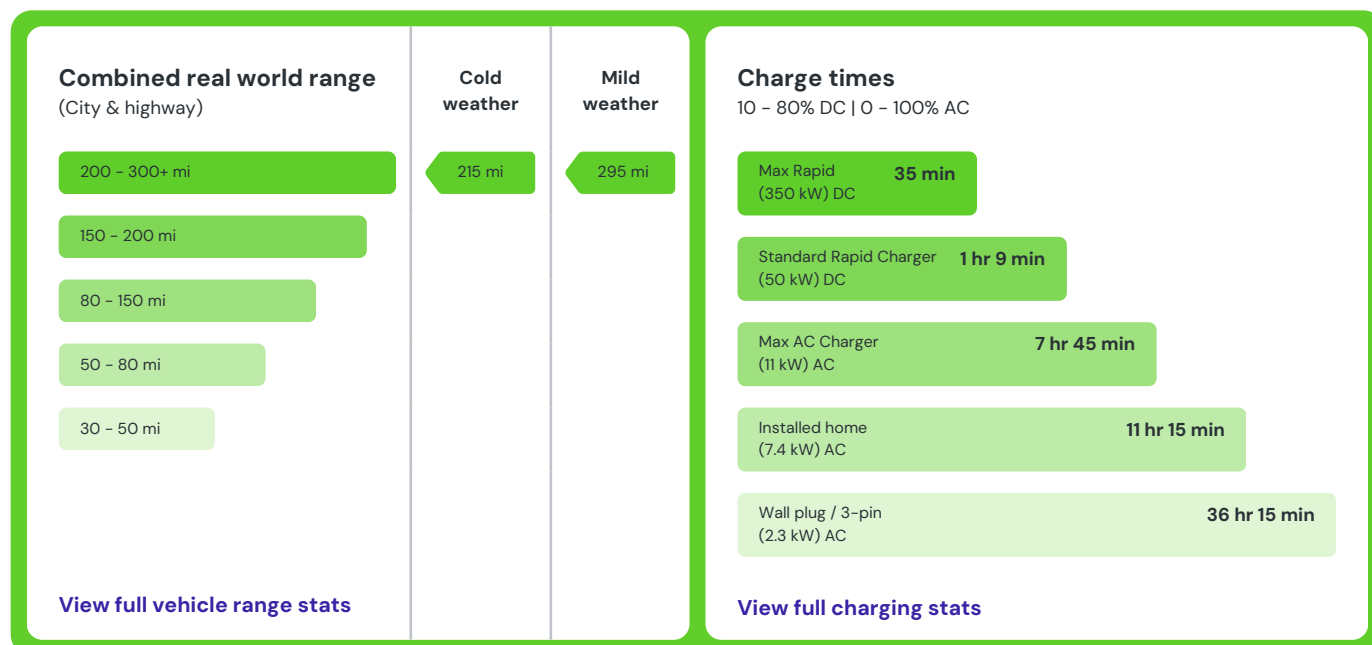 Combined real world range
(City & highway)
Cold
weather
Mild
weather
200 - 300+ mi
215 mi
295 mi
150 - 200 mi
80 - 150 mi
50 - 80 mi
30 - 50 mi
View full vehicle range stats
Charge times
10 - 80% DC | 0 - 100% AC
Max Rapid
(350 kW) DC
35 min
Standard Rapid Charger
(50 kW) DC
1 hr 9 min
Max AC Charger
(11 kW) AC
7 hr 45 min
Installed home
(7.4 kW) AC
11 hr 15 min
Wall plug / 3-pin
(2.3 kW) AC
36 hr 15 min
View full charging stats